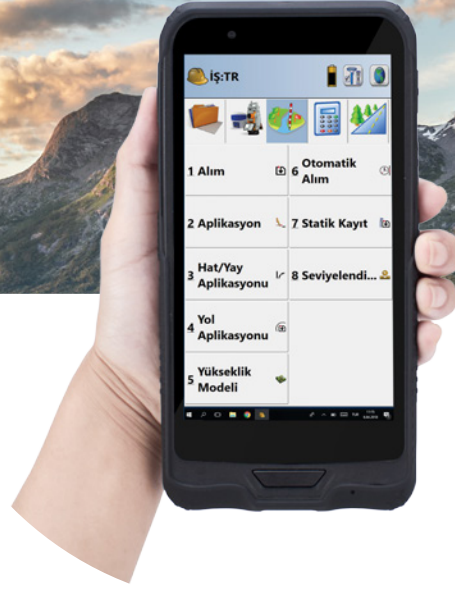 İŞ:TR
1 Alım
6 Otomatik
Alım
2 Aplikasyon
7 Statik Kayıt
3 Hat/Yay
Aplikasyonu
8 Seviyelendi...
4 Yol
Aplikasyonu
5 Yükseklik
Modeli